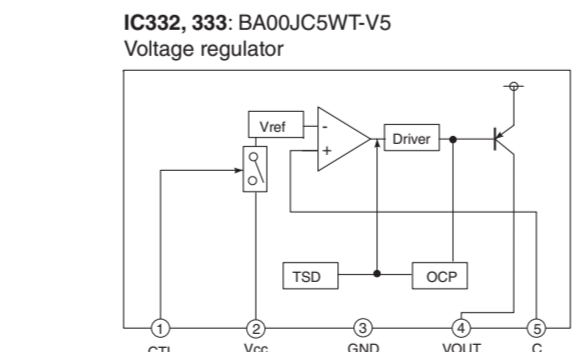 IC332, 333: BA00JC5WT-V5
Voltage regulator
Vref
-
+
Driver
TSD
OCP
1 2 3 4 5
CTL Vcc GND VOUT C